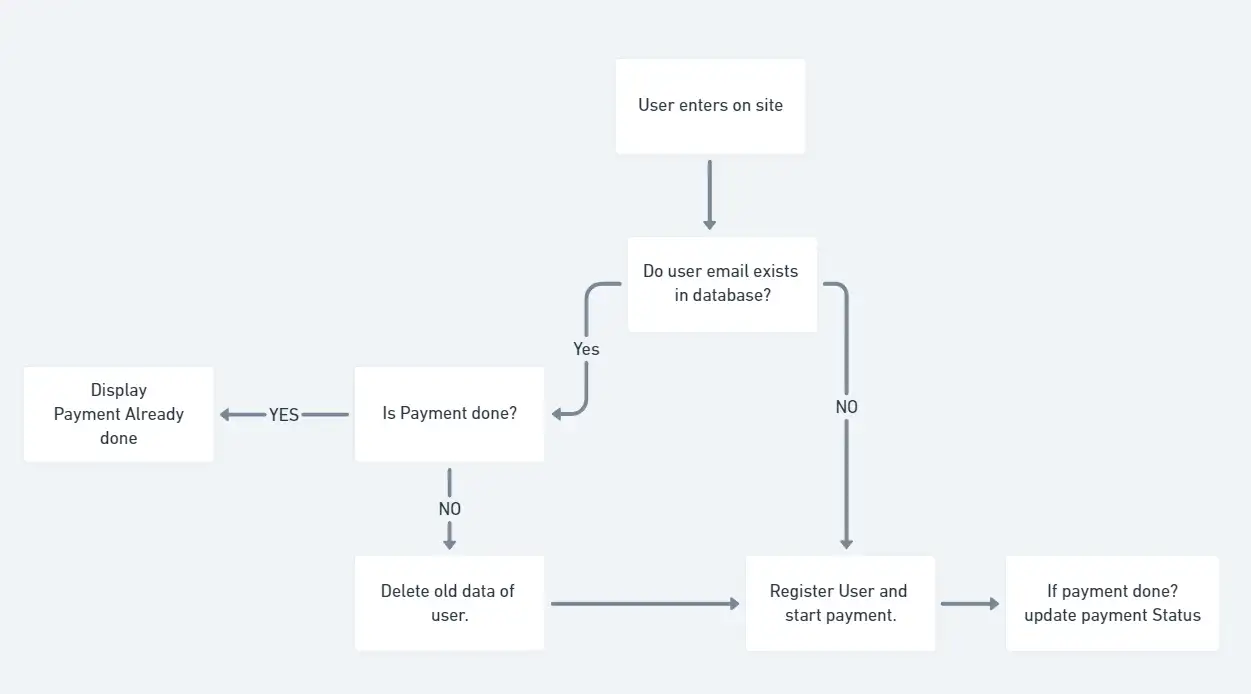 User enters on site
Do user email exists
in database?
Yes
NO
Display
Payment Already
done
YES
Is Payment done?
NO
Delete old data of
user.
Register User and
start payment.
If payment done?
update payment Status